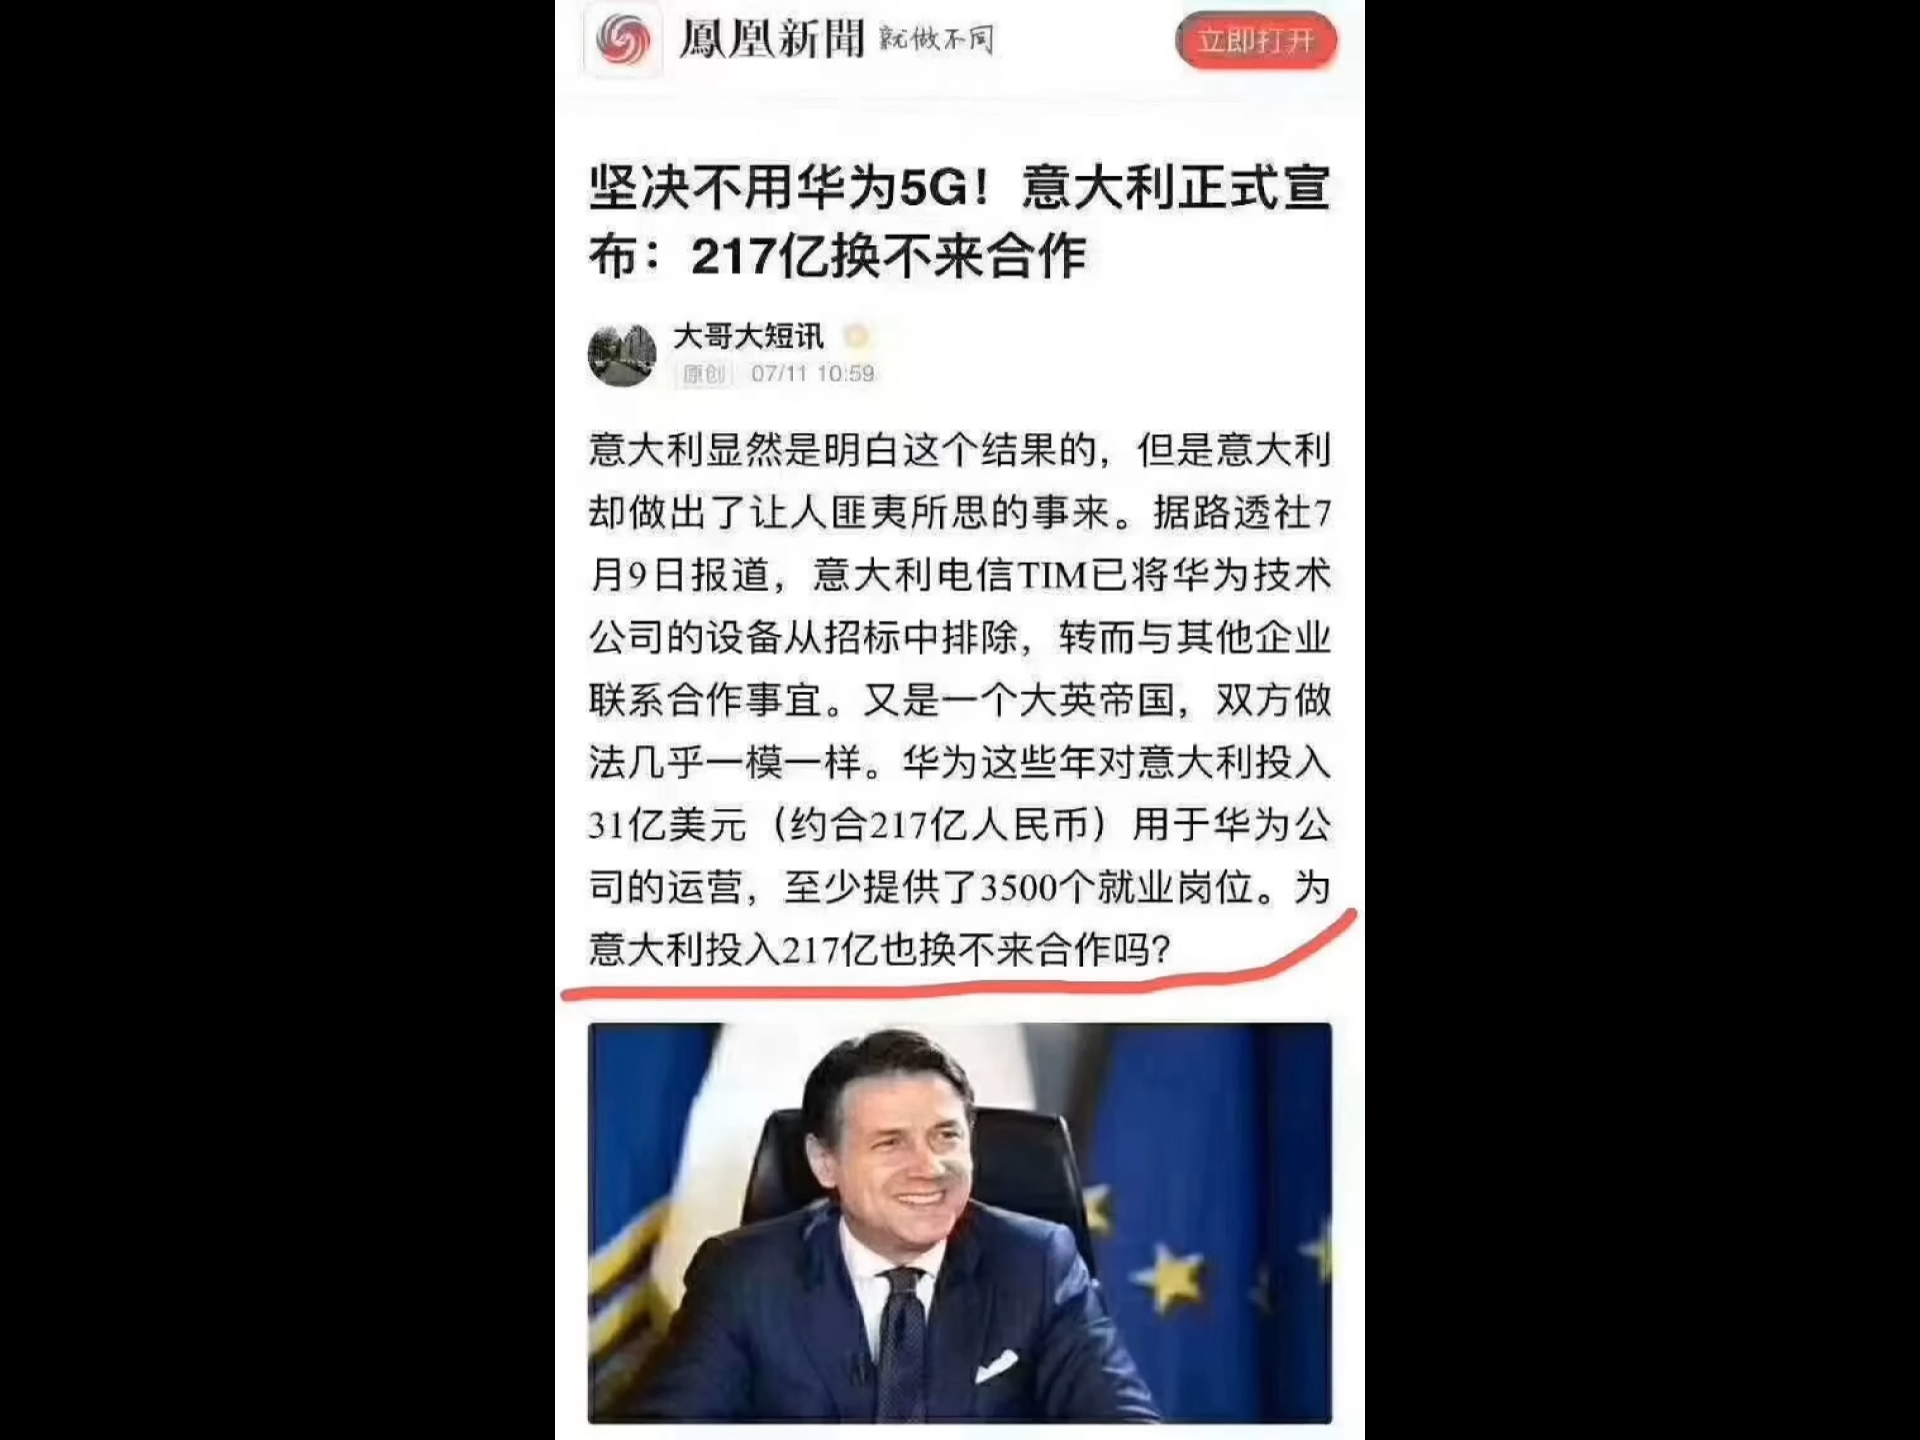 鳳凰新聞 就做不同
立即打开
坚决不用华为5G！意大利正式宣
布：217亿换不来合作
大哥大短讯
原创 07/11 10:59
意大利显然是明白这个结果的，但是意大利
却做出了让人匪夷所思的事来。据路透社7
月9日报道，意大利电信TIM已将华为技术
公司的设备从招标中排除，转而与其他企业
联系合作事宜。又是一个大英帝国，双方做
法几乎一模一样。华为这些年对意大利投入
31亿美元（约合217亿人民币）用于华为公
司的运营，至少提供了3500个就业岗位。为
意大利投入217亿也换不来合作吗？